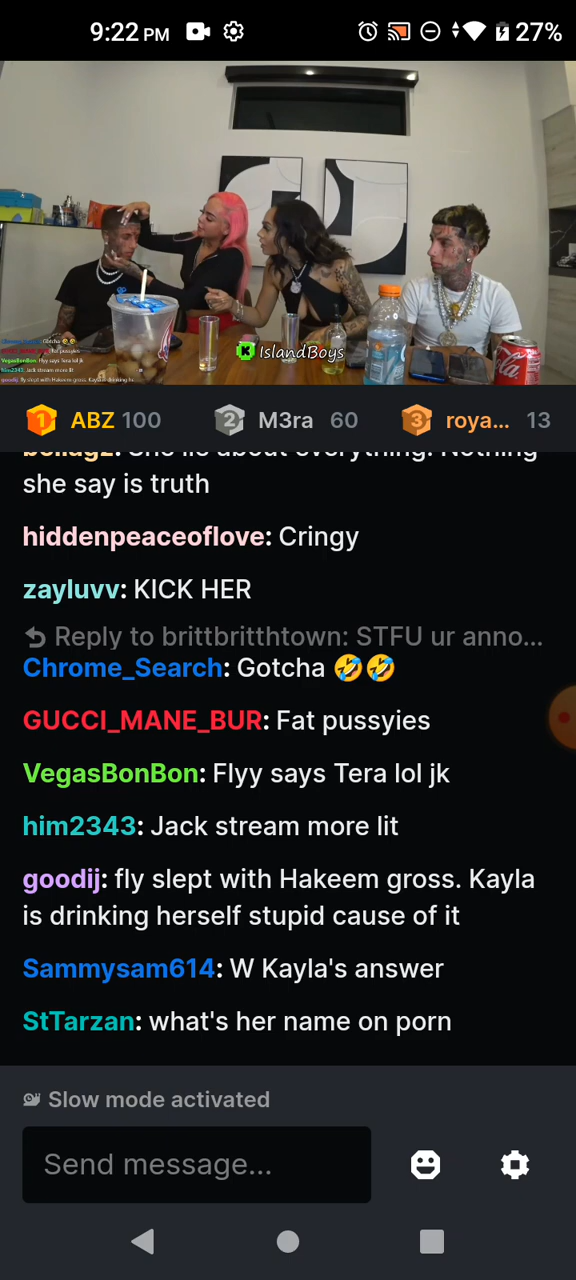 9:22 PM
27%
IslandBoys
1 ABZ 100
2 M3ra 60
3 roya... 13
she say is truth
hiddenpeaceoflove: Cringy
zayluvv: KICK HER
Reply to brittbritthtown: STFU ur anno...
Chrome_Search: Gotcha 🤣🤣
GUCCI_MANE_BUR: Fat pussyies
VegasBonBon: Flyy says Tera lol jk
him2343: Jack stream more lit
goodij: fly slept with Hakeem gross. Kayla
is drinking herself stupid cause of it
Sammysam614: W Kayla's answer
StTarzan: what's her name on porn
Slow mode activated
Send message...